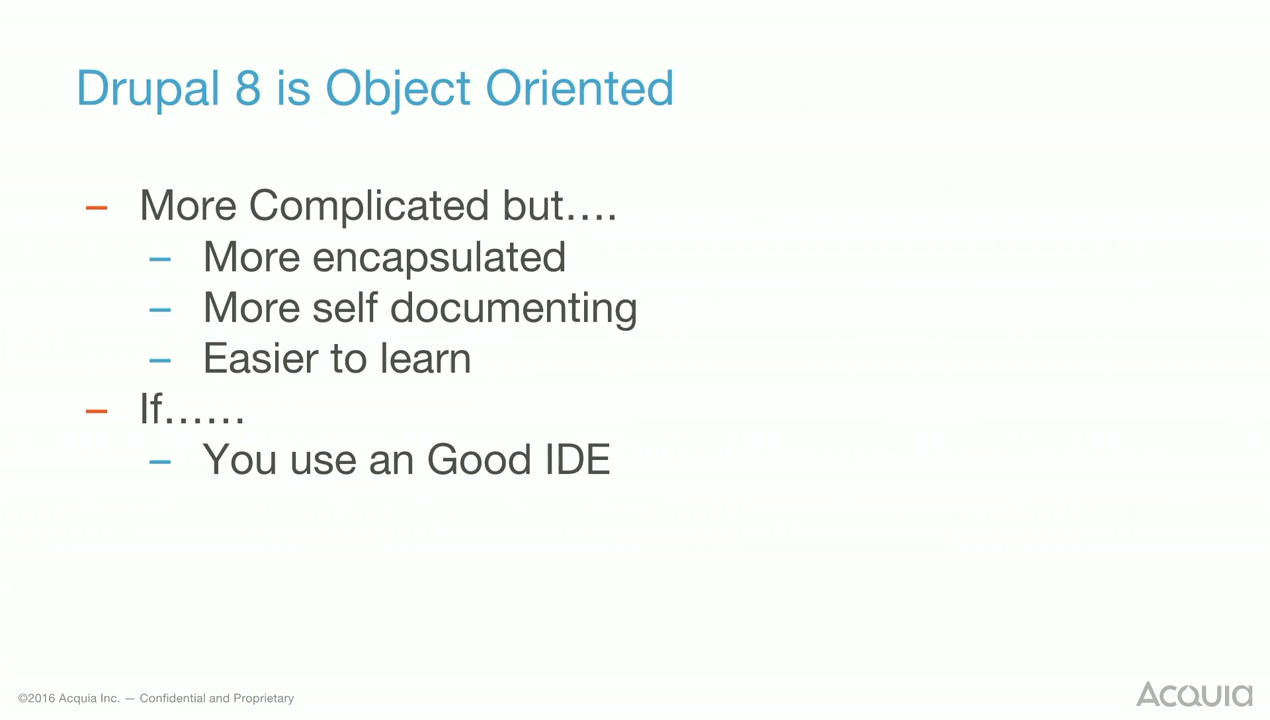 Drupal 8 is Object Oriented
– More Complicated but....
– More encapsulated
– More self documenting
– Easier to learn
– If......
– You use an Good IDE
©2016 Acquia Inc. — Confidential and Proprietary
Acquia